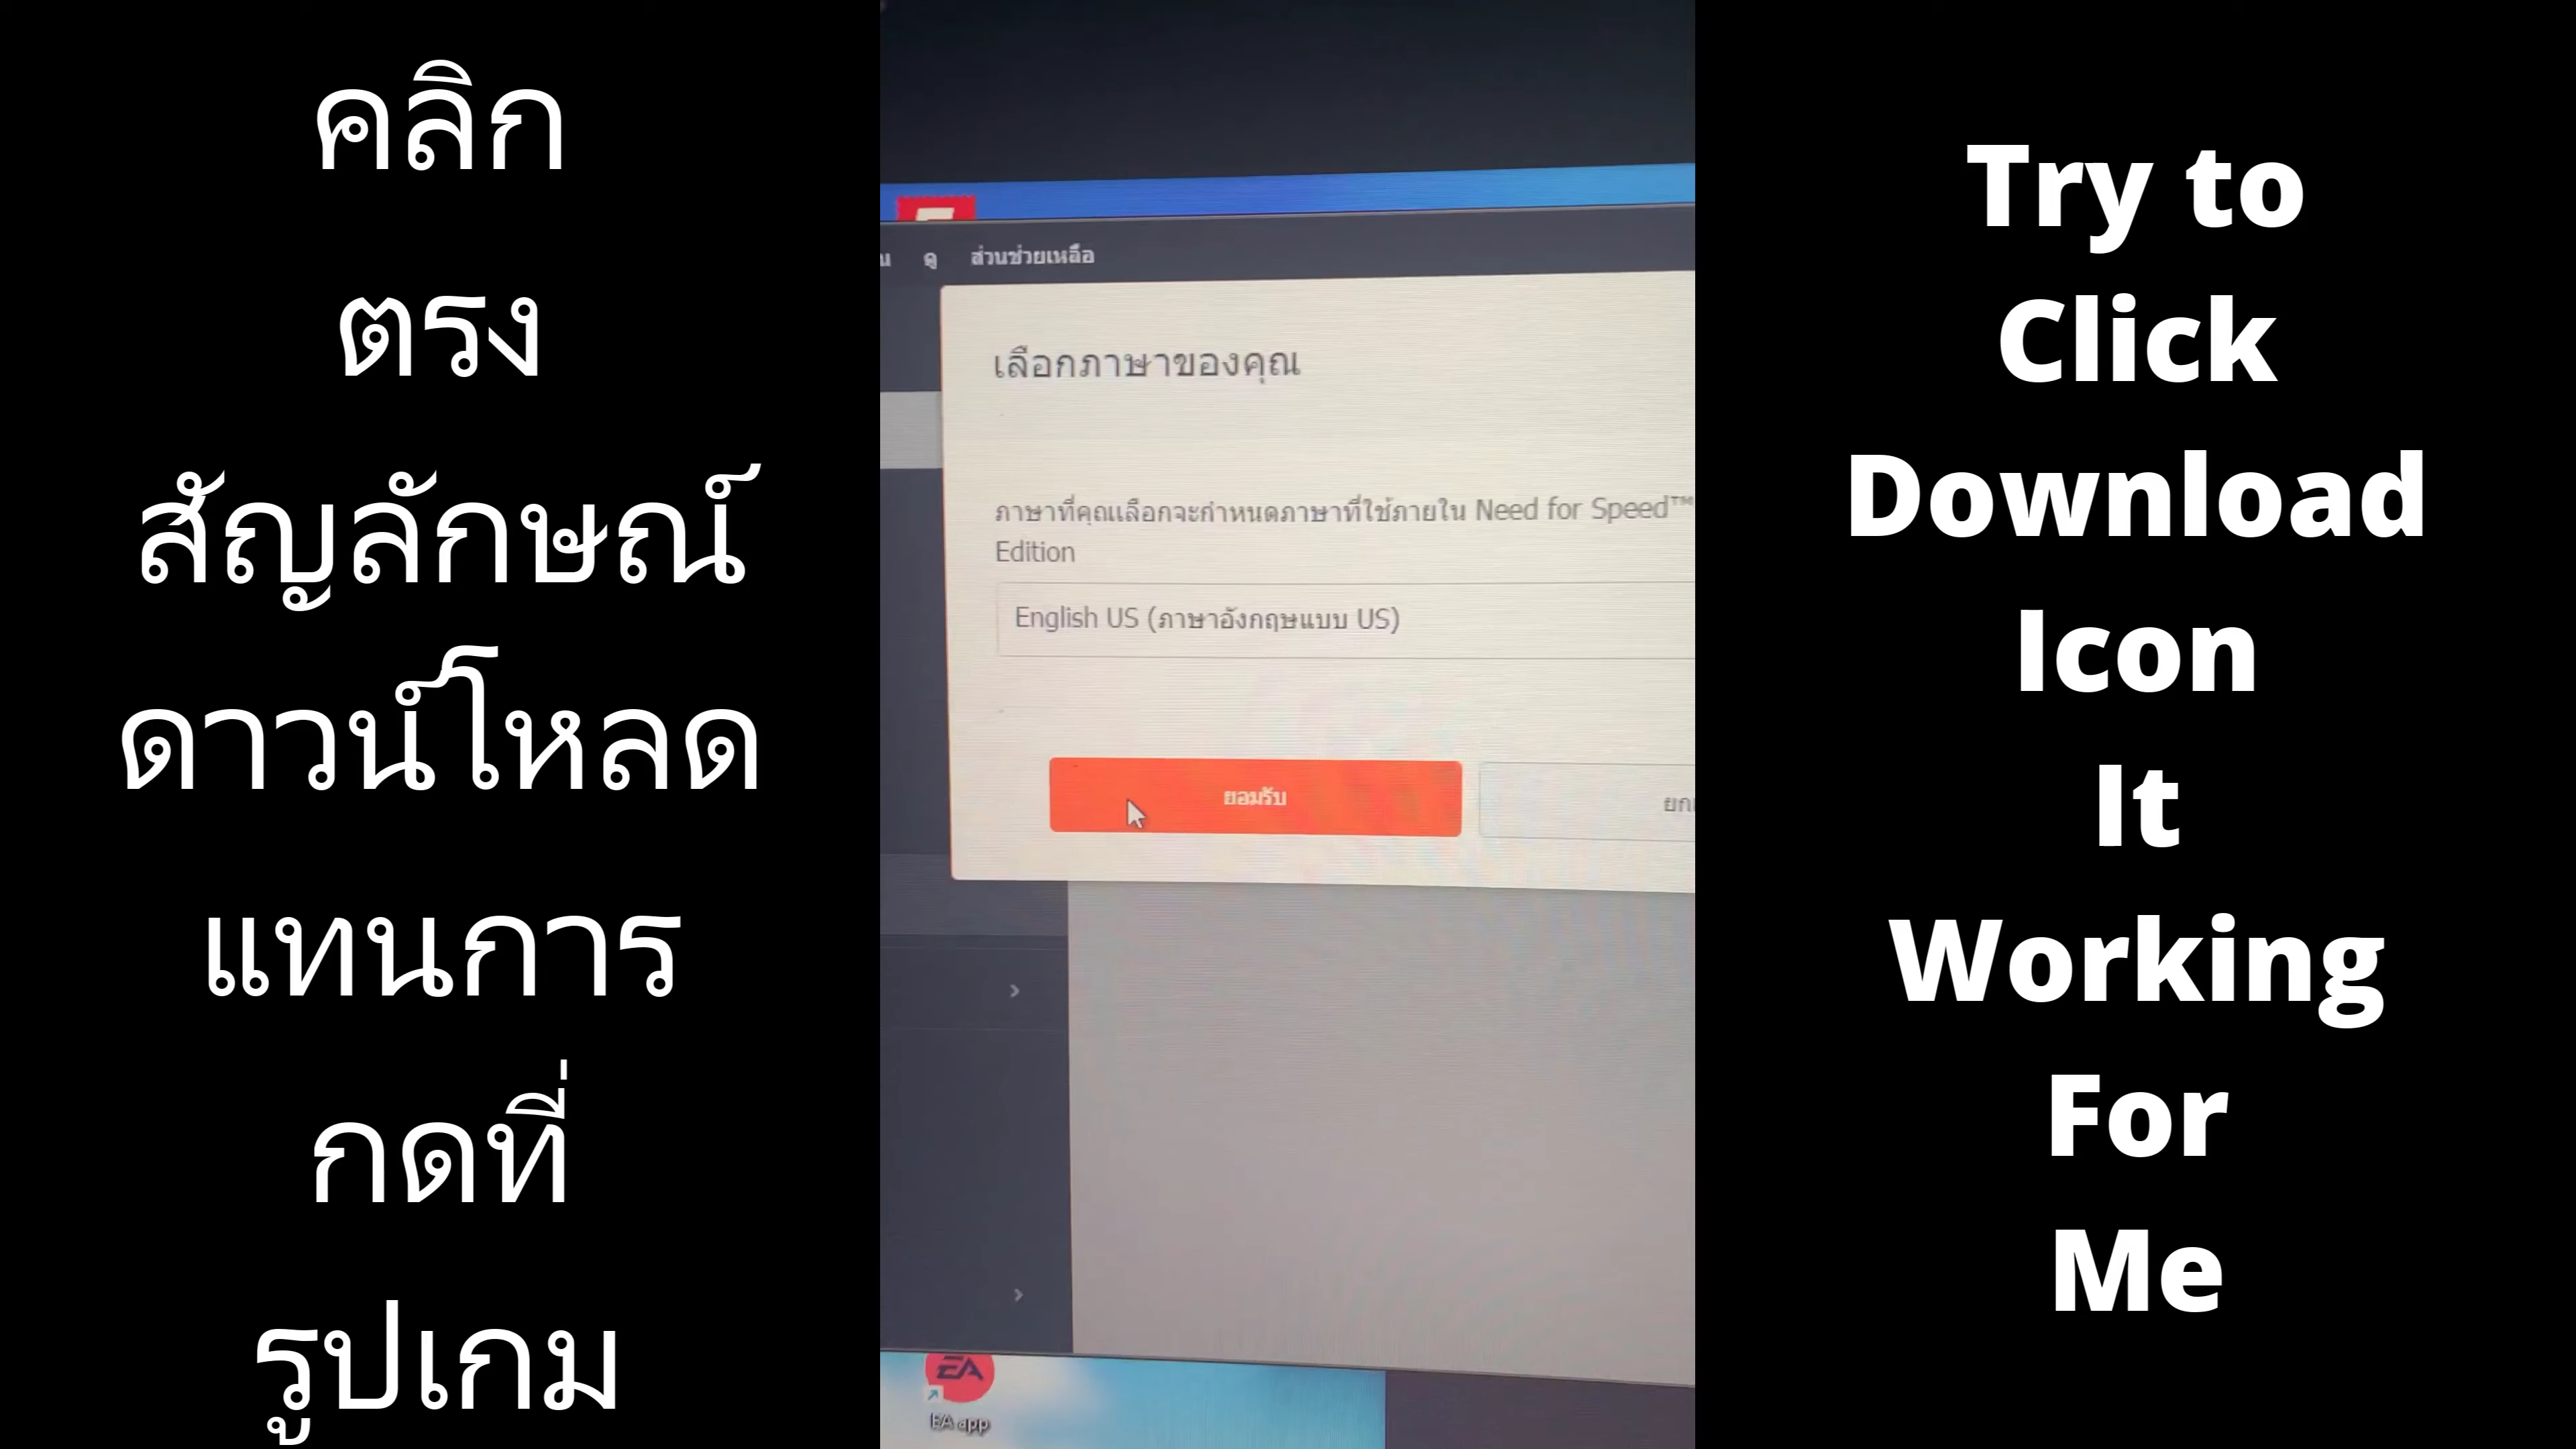 คลิก
ตรง
สัญลักษณ์
ดาวน์โหลด
แทนการ
กดที่
รูปเกม
ดู ส่วนช่วยเหลือ
เลือกภาษาของคุณ
ภาษาที่คุณเลือกจะกำหนดภาษาที่ใช้ภายใน Need for Speed™
Edition
English US (ภาษาอังกฤษแบบ US)
ยอมรับ
EA
EA app
Try to
Click
Download
Icon
It
Working
For
Me